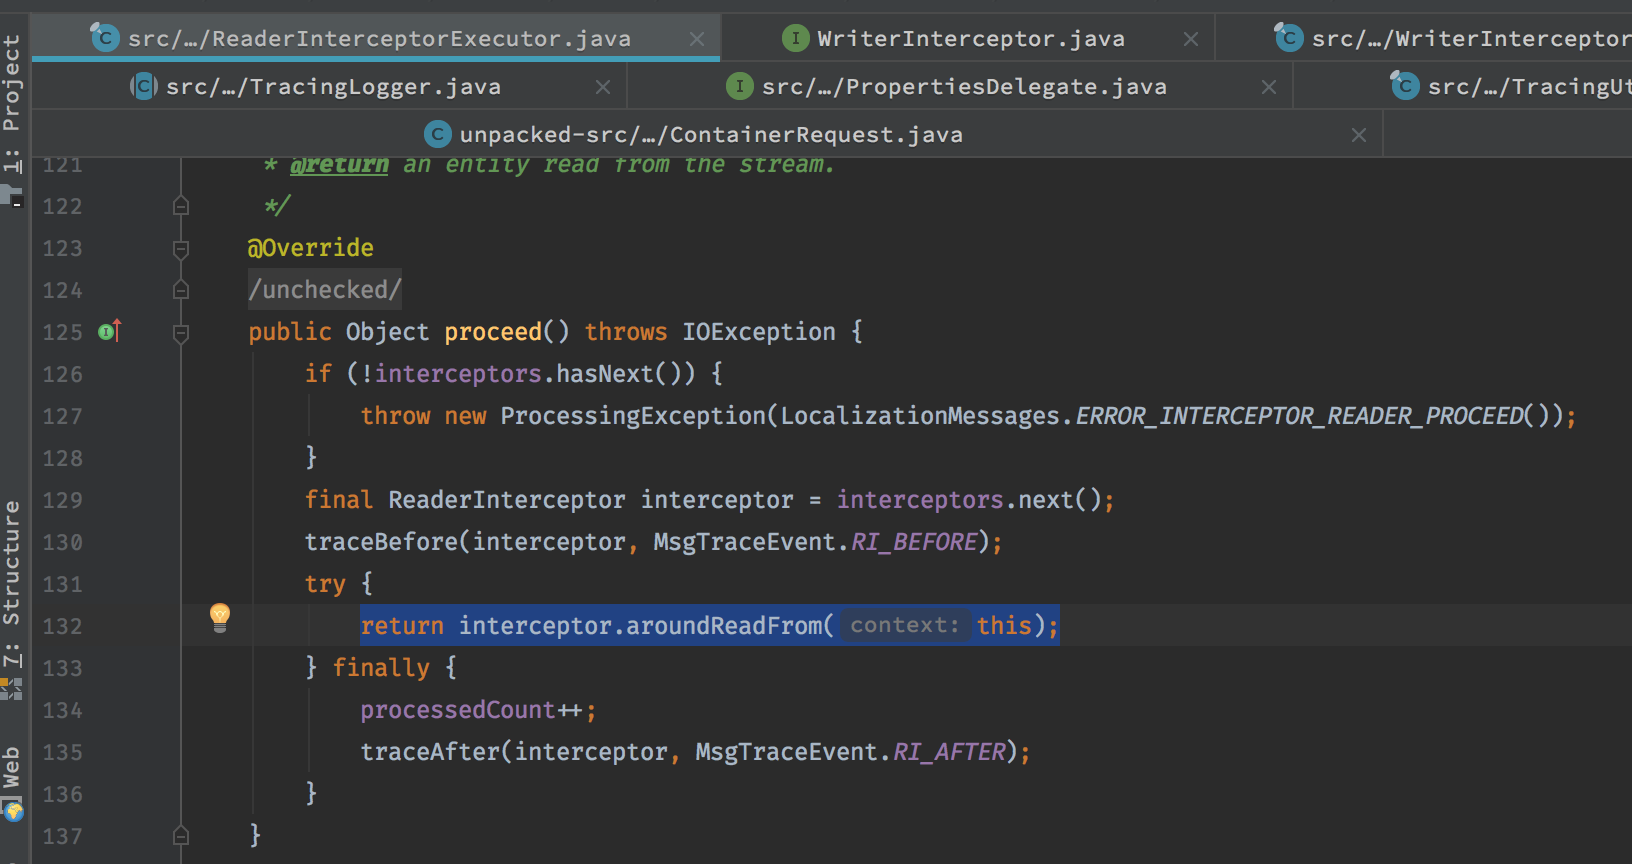 src/…/ReaderInterceptorExecutor.java
WriterInterceptor.java
src/…/WriterInterceptor
src/…/TracingLogger.java
src/…/PropertiesDelegate.java
src/…/TracingUt
unpacked-src/…/ContainerRequest.java
1: Project
7: Structure
Web
121 * @return an entity read from the stream.
122 */
123 @Override
124 /unchecked/
125 public Object proceed() throws IOException {
126 if (!interceptors.hasNext()) {
127 throw new ProcessingException(LocalizationMessages.ERROR_INTERCEPTOR_READER_PROCEED());
128 }
129 final ReaderInterceptor interceptor = interceptors.next();
130 traceBefore(interceptor, MsgTraceEvent.RI_BEFORE);
131 try {
132 return interceptor.aroundReadFrom( context: this);
133 } finally {
134 processedCount++;
135 traceAfter(interceptor, MsgTraceEvent.RI_AFTER);
136 }
137 }